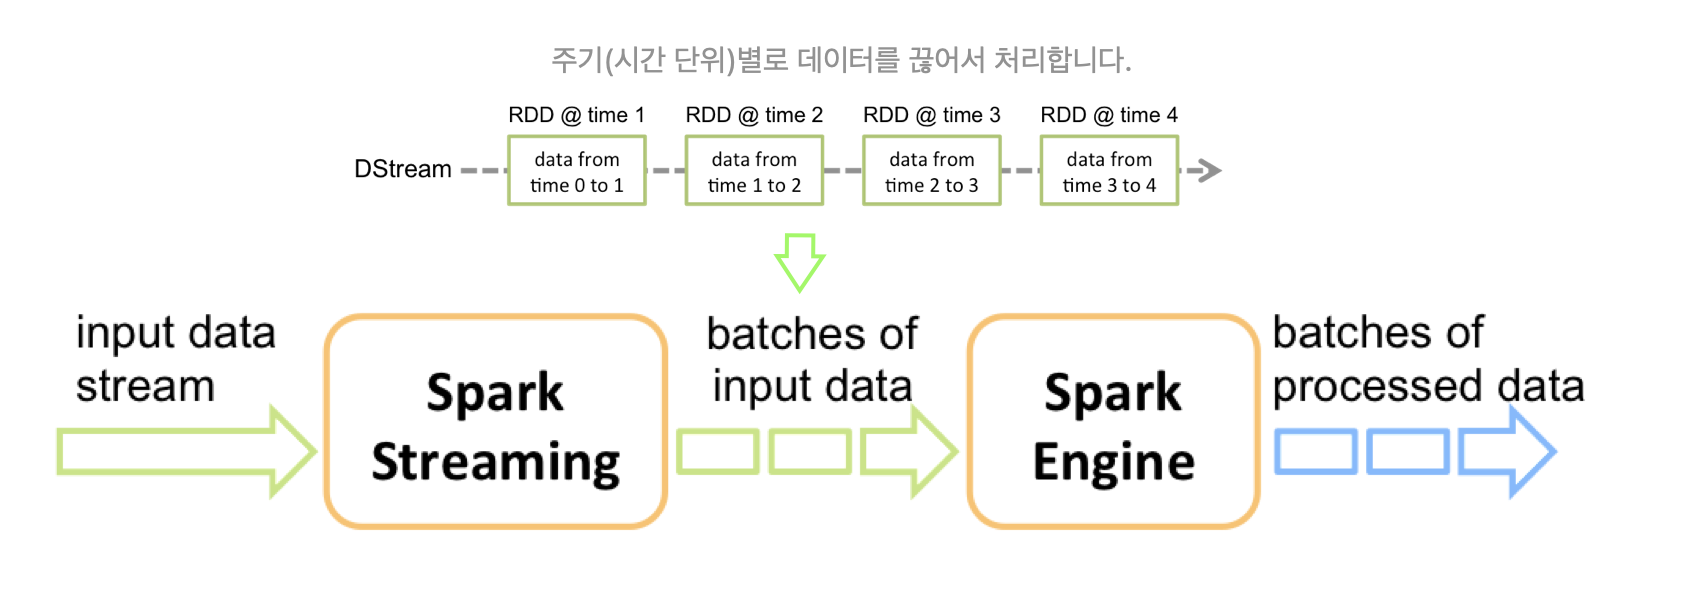 주기(시간 단위)별로 데이터를 끊어서 처리합니다.
RDD @ time 1
RDD @ time 2
RDD @ time 3
RDD @ time 4
DStream
data from
time 0 to 1
data from
time 1 to 2
data from
time 2 to 3
data from
time 3 to 4
input data
stream
Spark
Streaming
batches of
input data
Spark
Engine
batches of
processed data